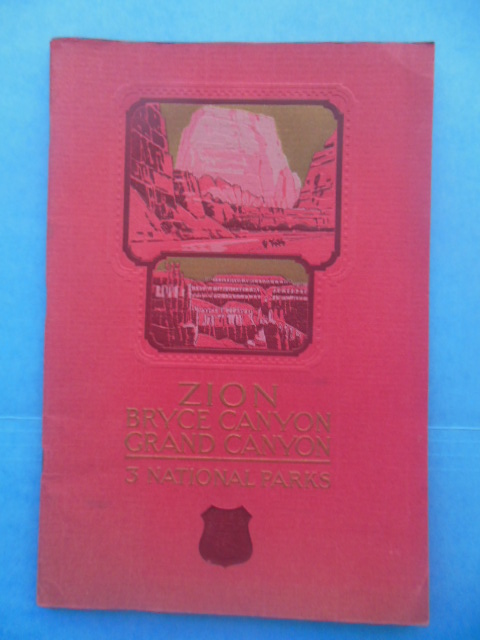 ZION
BRYCE CANYON
GRAND CANYON
3 NATIONAL PARKS